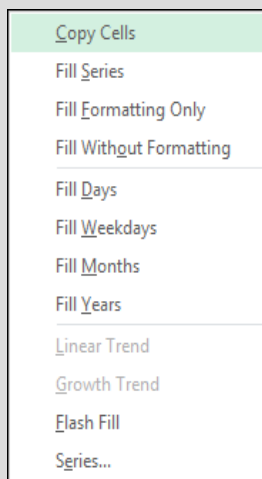 Copy Cells
Fill Series
Fill Formatting Only
Fill Without Formatting
Fill Days
Fill Weekdays
Fill Months
Fill Years
Linear Trend
Growth Trend
Flash Fill
Series...